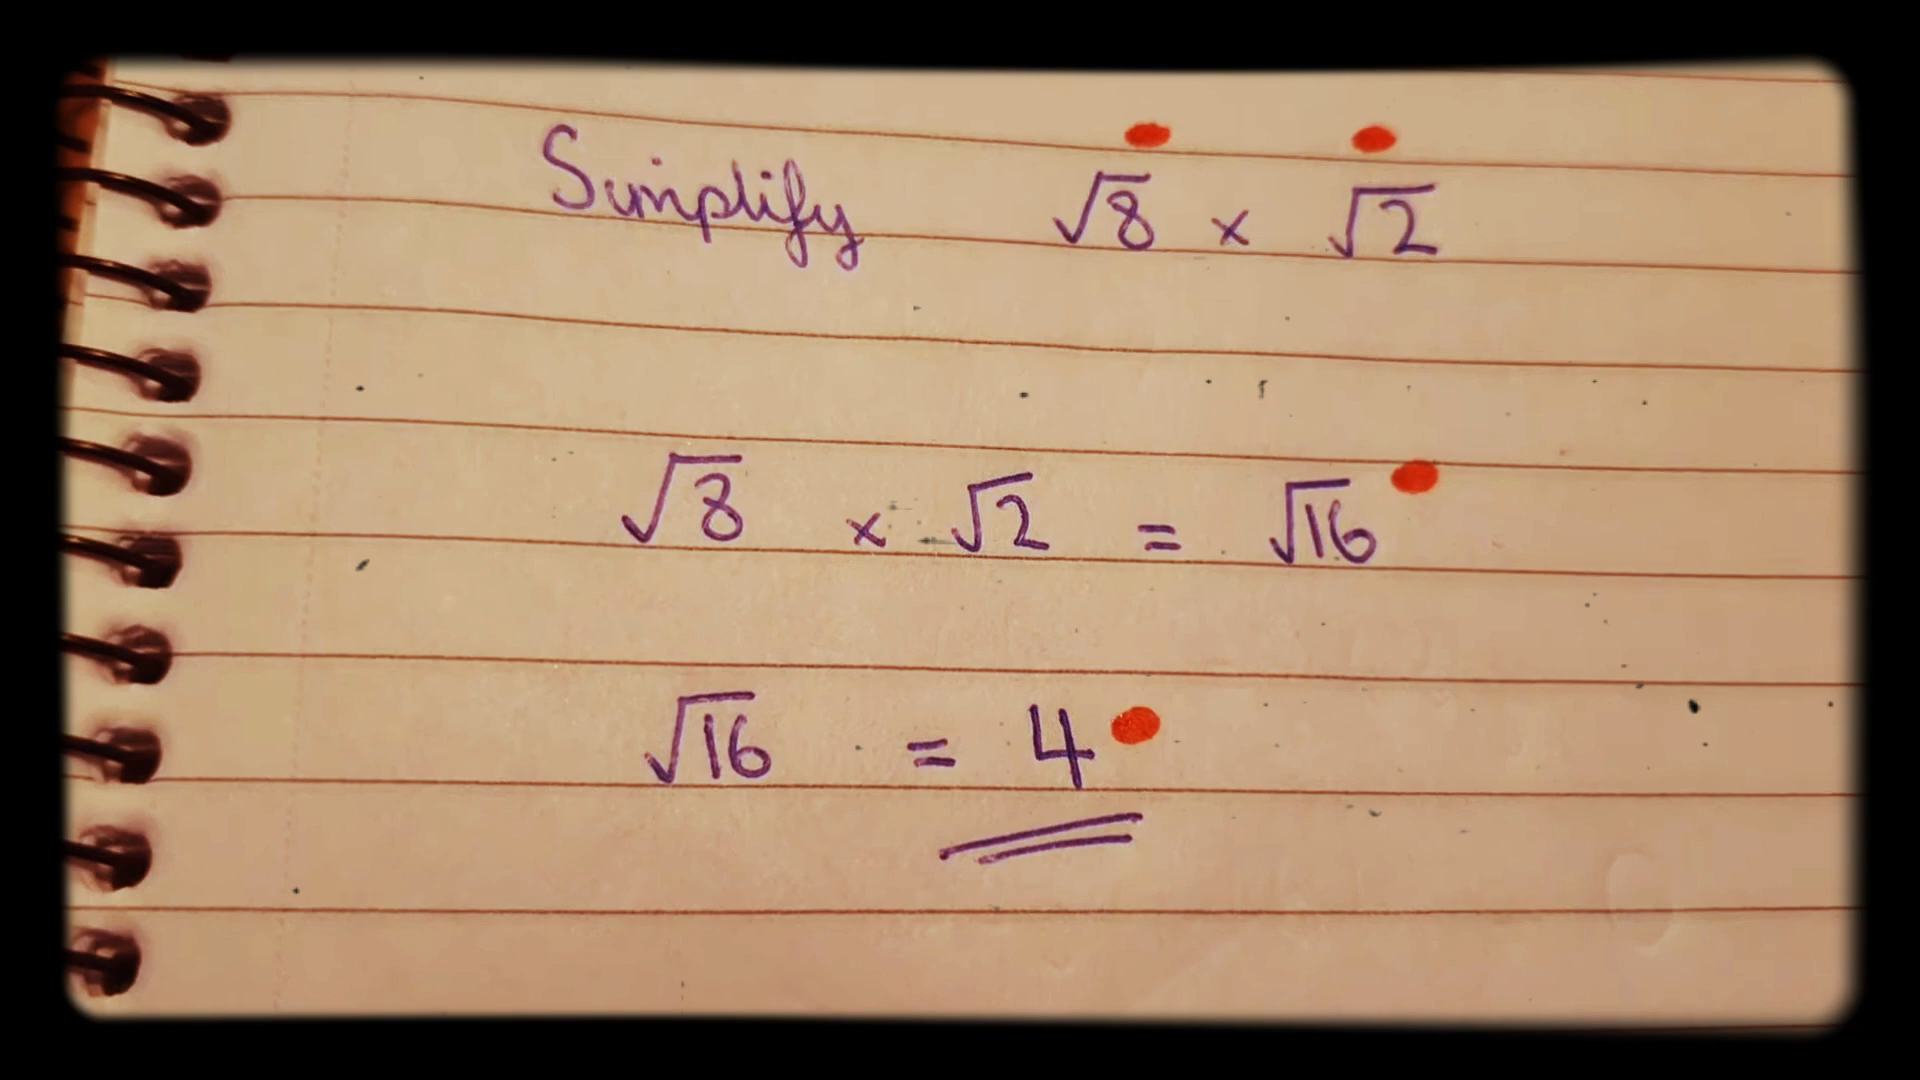 Simplify √8 × √2
√8 × √2 = √16
√16 = 4